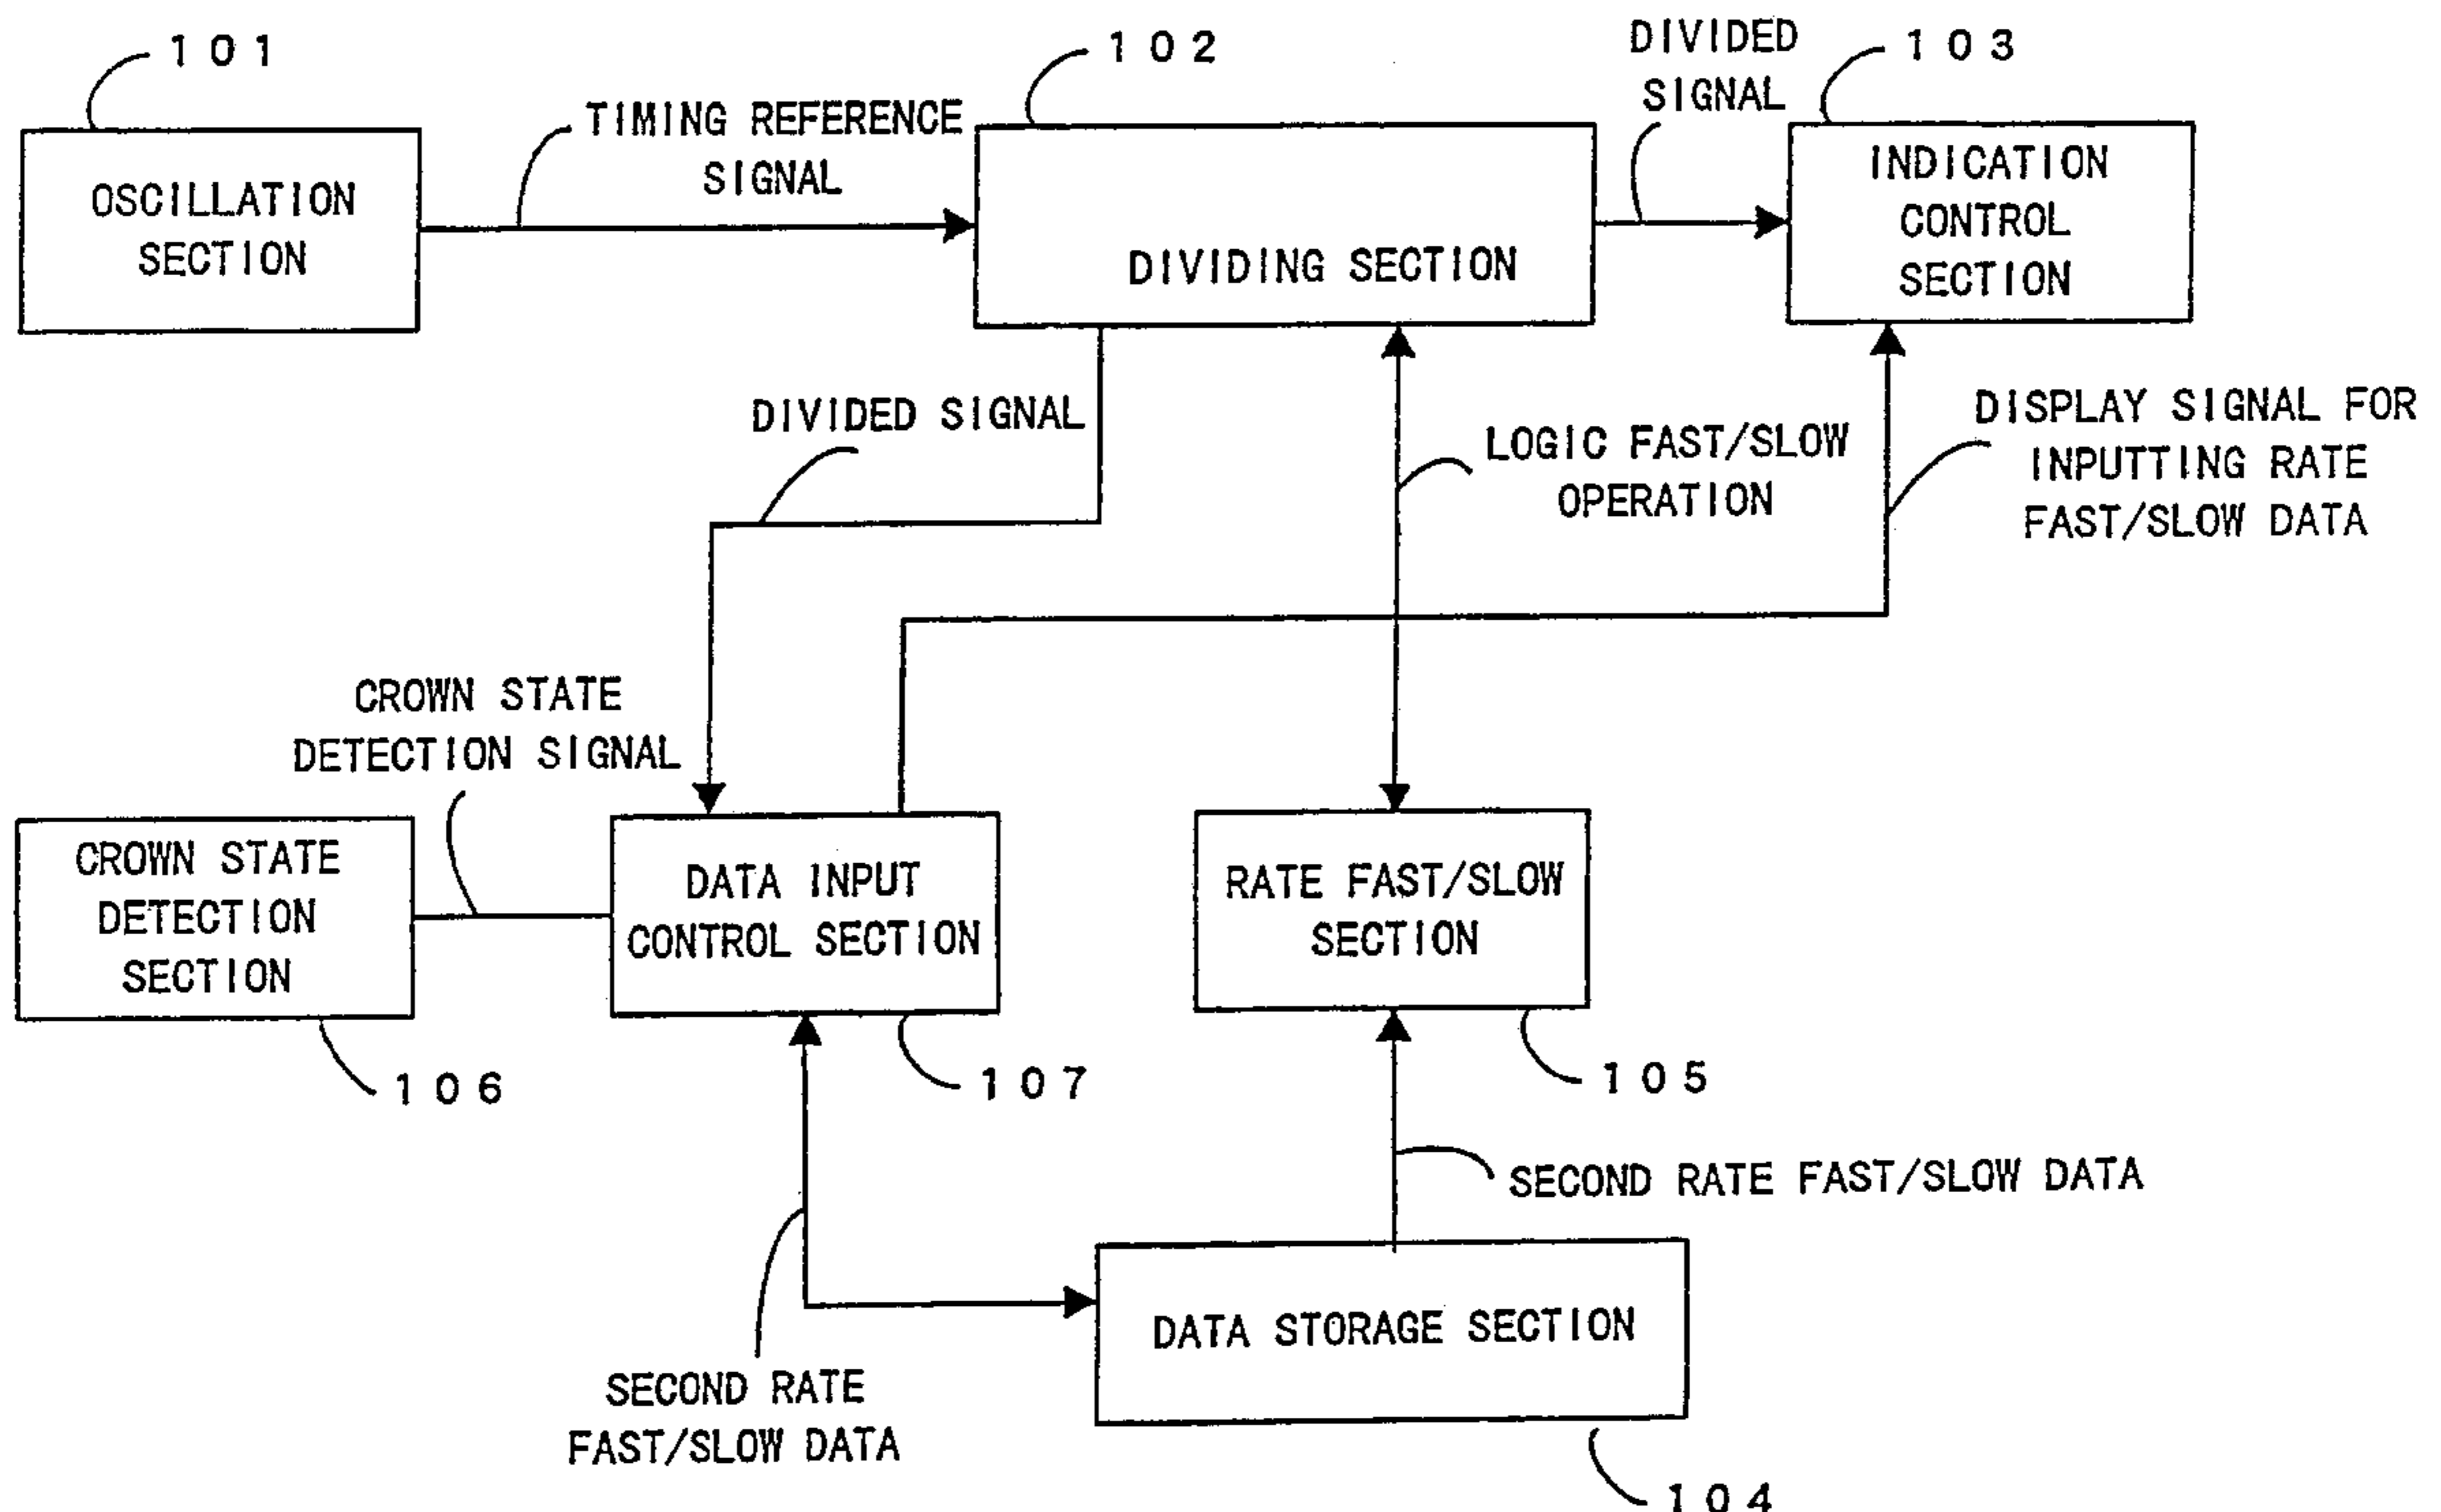 101
OSCILLATION
SECTION
TIMING REFERENCE
SIGNAL
102
DIVIDING SECTION
DIVIDED
SIGNAL
103
INDICATION
CONTROL
SECTION
DIVIDED SIGNAL
LOGIC FAST/SLOW
OPERATION
DISPLAY SIGNAL FOR
INPUTTING RATE
FAST/SLOW DATA
CROWN STATE
DETECTION SIGNAL
CROWN STATE
DETECTION
SECTION
106
DATA INPUT
CONTROL SECTION
107
RATE FAST/SLOW
SECTION
105
SECOND RATE FAST/SLOW DATA
SECOND RATE
FAST/SLOW DATA
DATA STORAGE SECTION
104